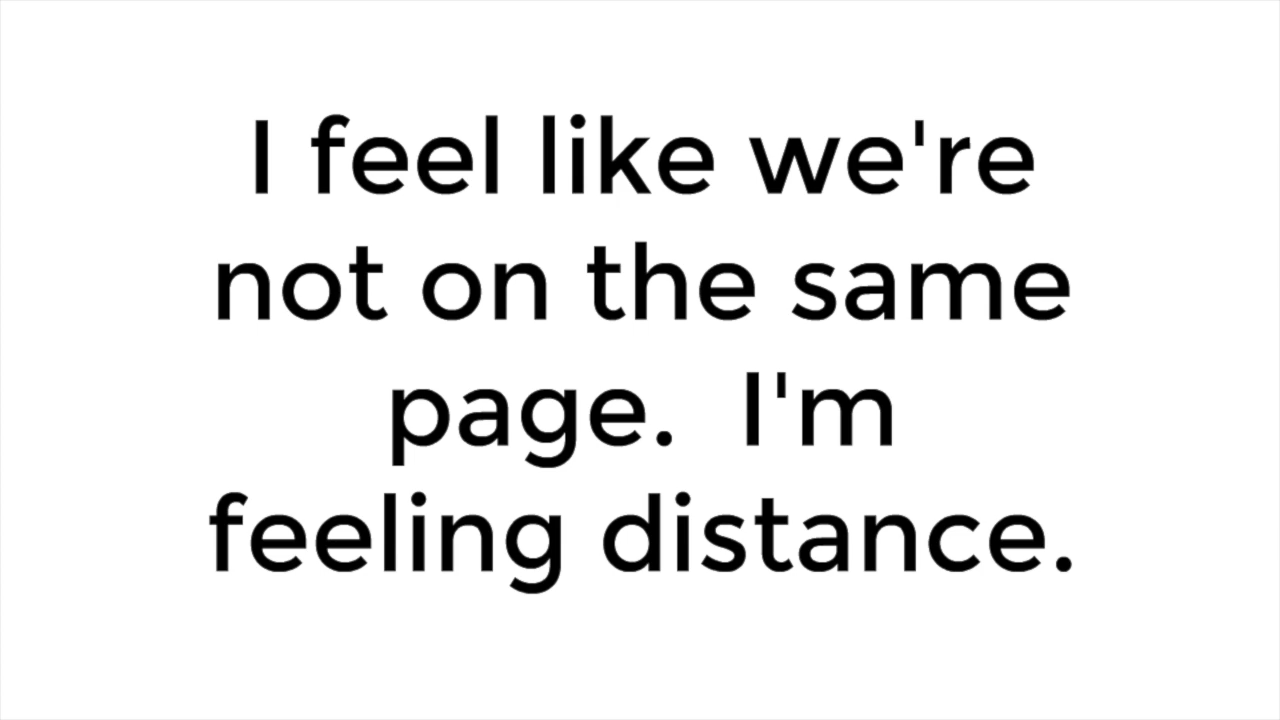 I feel like we're
not on the same
page.  I'm
feeling distance.